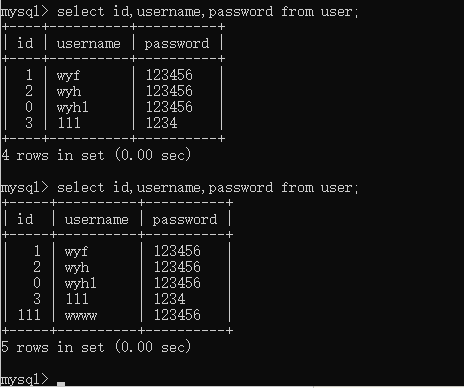 mysql> select id,username,password from user;
+----+----------+----------+
| id | username | password |
+----+----------+----------+
|  1 | wyf      | 123456   |
|  2 | wyh      | 123456   |
|  0 | wyh1     | 123456   |
|  3 | 111      | 1234     |
+----+----------+----------+
4 rows in set (0.00 sec)
mysql> select id,username,password from user;
+-----+----------+----------+
| id  | username | password |
+-----+----------+----------+
|   1 | wyf      | 123456   |
|   2 | wyh      | 123456   |
|   0 | wyh1     | 123456   |
|   3 | 111      | 1234     |
| 111 | wwww     | 123456   |
+-----+----------+----------+
5 rows in set (0.00 sec)
mysql>